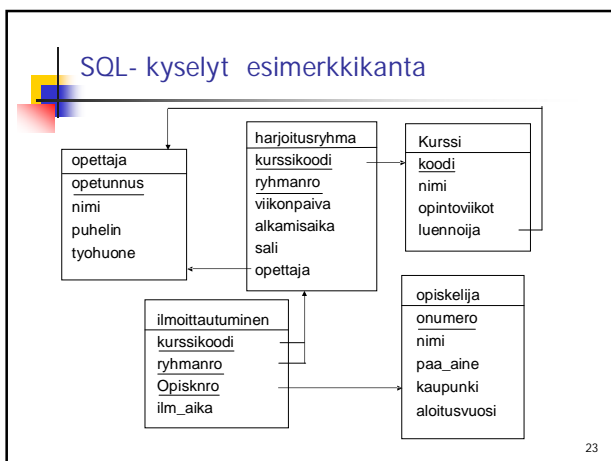 SQL- kyselyt esimerkkikanta
opettaja
opetunnus
nimi
puhelin
tyohuone
harjoitusryhma
kurssikoodi
ryhmanro
viikonpaiva
alkamisaika
sali
opettaja
Kurssi
koodi
nimi
opintoviikot
luennoija
ilmoittautuminen
kurssikoodi
ryhmanro
Opisknro
ilm_aika
opiskelija
onumero
nimi
paa_aine
kaupunki
aloitusvuosi
23